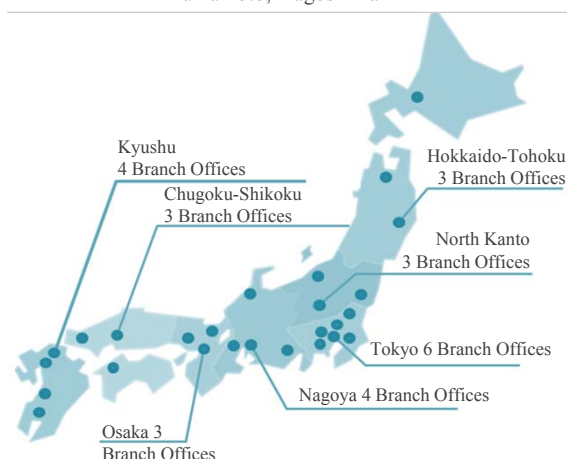 Kyushu
4 Branch Offices
Chugoku-Shikoku
3 Branch Offices
Hokkaido-Tohoku
3 Branch Offices
North Kanto
3 Branch Offices
Tokyo 6 Branch Offices
Nagoya 4 Branch Offices
Osaka 3
Branch Offices